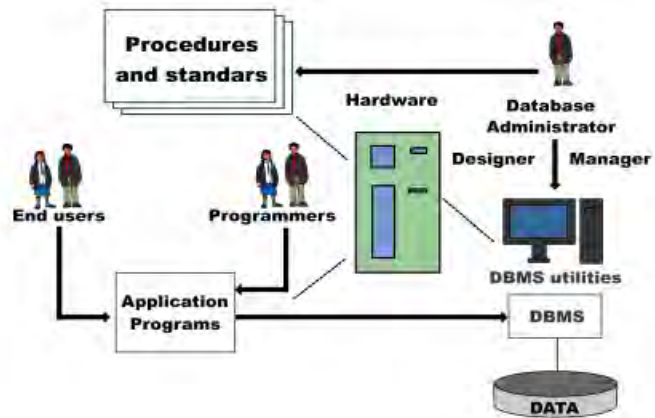 Procedures
and standars
Hardware
Database
Administrator
Designer
Manager
End users
Programmers
DBMS utilities
Application
Programs
DBMS
DATA